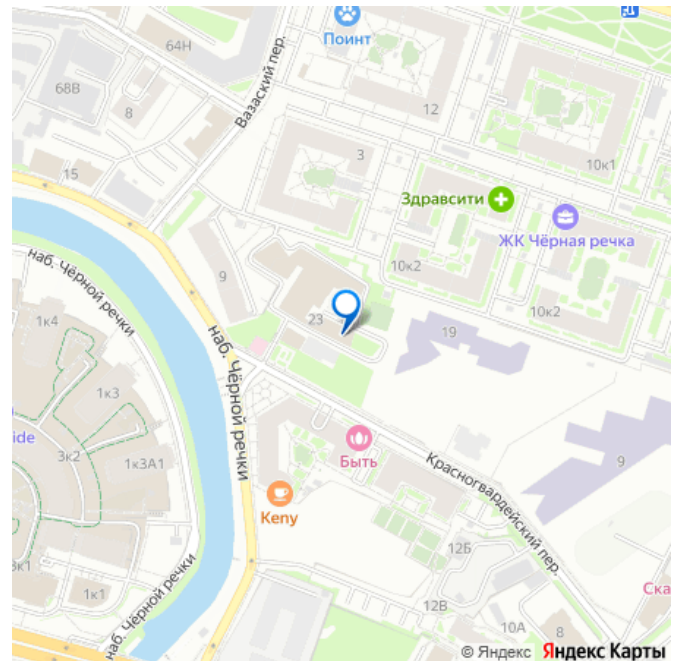 64Н
Поинт
Вазаский пер.
68В
8
12
3
10к1
15
Здравсити
ЖК Чёрная речка
наб. Чёрной речки
9
10к2
10к2
1к4
23
19
наб. Чёрной речки
1к3
ide
3к2
1к3А1
Быть
Красногвардейский пер.
9
Keny
12Б
3к1
1к1
наб. Чёрной речки
12В
10А
8
Ска
© Яндекс Яндекс Карты